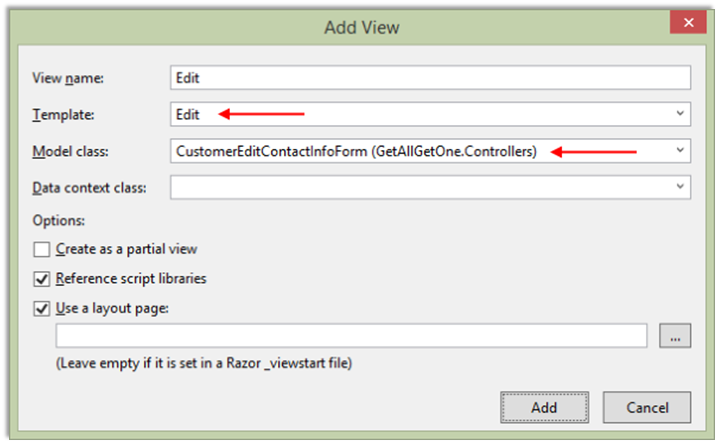 Add View
View name: Edit
Template: Edit
Model class: CustomerEditContactInfoForm (GetAllGetOne.Controllers)
Data context class:
Options:
Create as a partial view
Reference script libraries
Use a layout page:
...
(Leave empty if it is set in a Razor _viewstart file)
Add Cancel